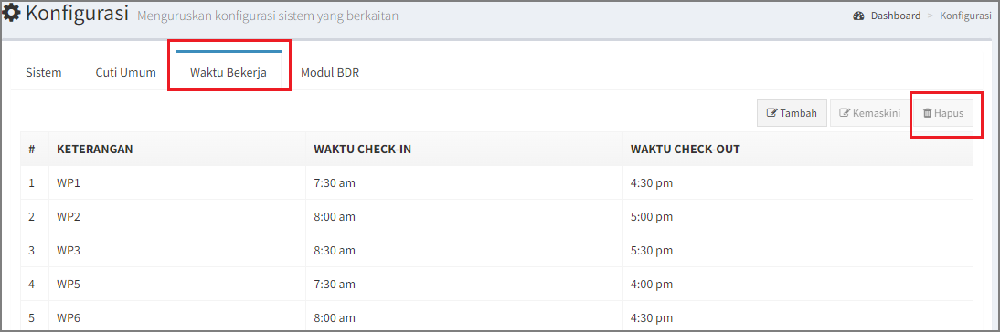 Konfigurasi Menguruskan konfigurasi sistem yang berkaitan Dashboard > Konfigurasi
Sistem Cuti Umum Waktu Bekerja Modul BDR
Tambah Kemaskini Hapus
# KETERANGAN WAKTU CHECK-IN WAKTU CHECK-OUT
1 WP1 7:30 am 4:30 pm
2 WP2 8:00 am 5:00 pm
3 WP3 8:30 am 5:30 pm
4 WP5 7:30 am 4:00 pm
5 WP6 8:00 am 4:30 pm